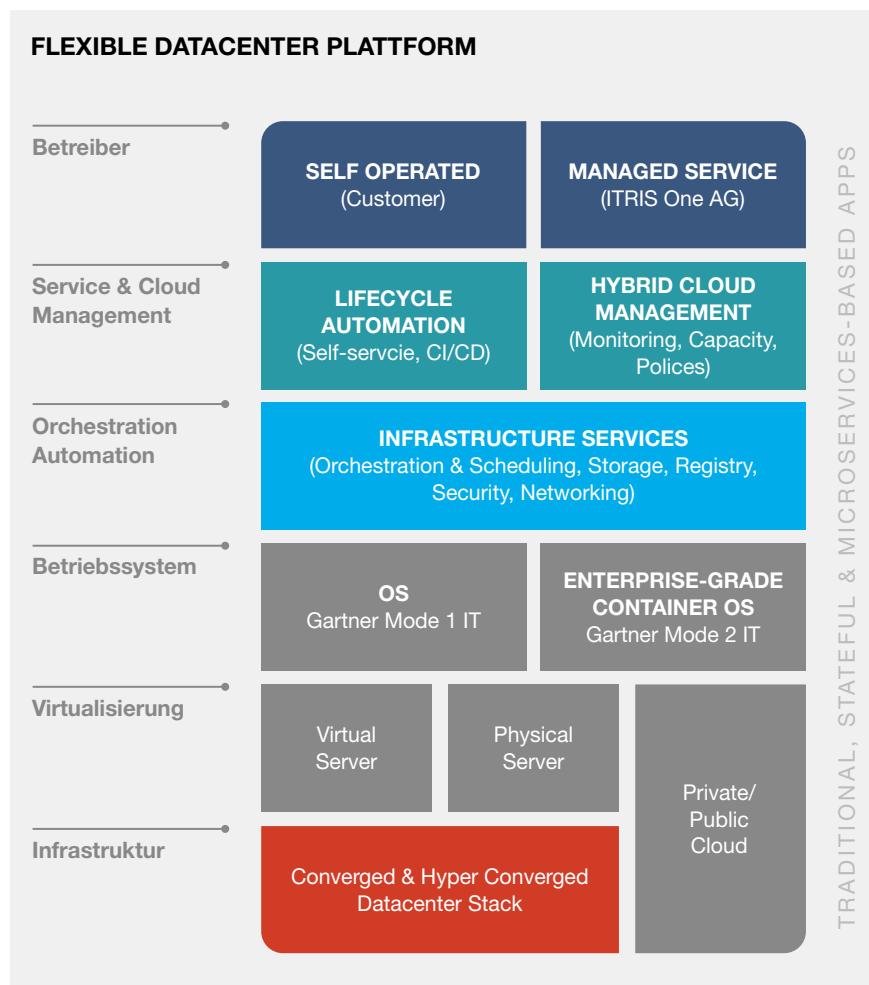 FLEXIBLE DATACENTER PLATTFORM
Betreiber
SELF OPERATED
(Customer)
MANAGED SERVICE
(ITRIS One AG)
Service & Cloud
Management
LIFECYCLE
AUTOMATION
(Self-servcie, CI/CD)
HYBRID CLOUD
MANAGEMENT
(Monitoring, Capacity,
Polices)
Orchestration
Automation
INFRASTRUCTURE SERVICES
(Orchestration & Scheduling, Storage, Registry,
Security, Networking)
Betriebssystem
OS
Gartner Mode 1 IT
ENTERPRISE-GRADE
CONTAINER OS
Gartner Mode 2 IT
Virtualisierung
Virtual
Server
Physical
Server
Private/
Public
Cloud
Infrastruktur
Converged & Hyper Converged
Datacenter Stack
TRADITIONAL, STATEFUL & MICROSERVICES-BASED APPS